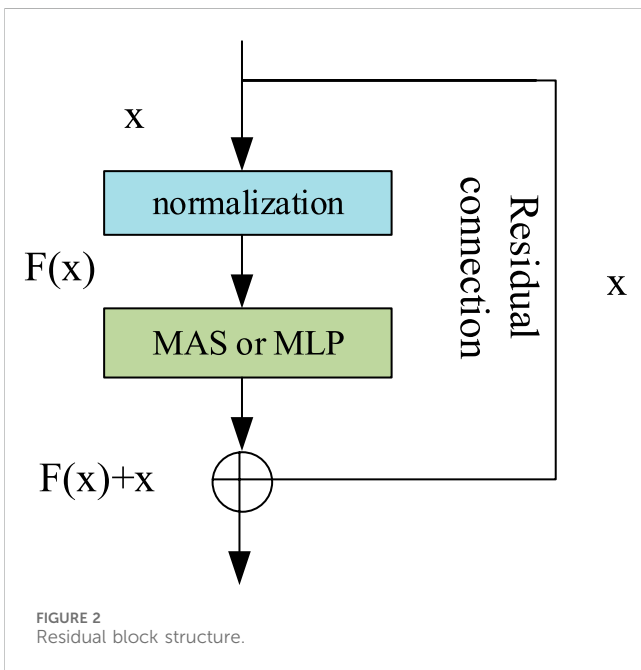 x
normalization
F(x)
MAS or MLP
F(x)+x
Residual
connection
x
FIGURE 2
Residual block structure.